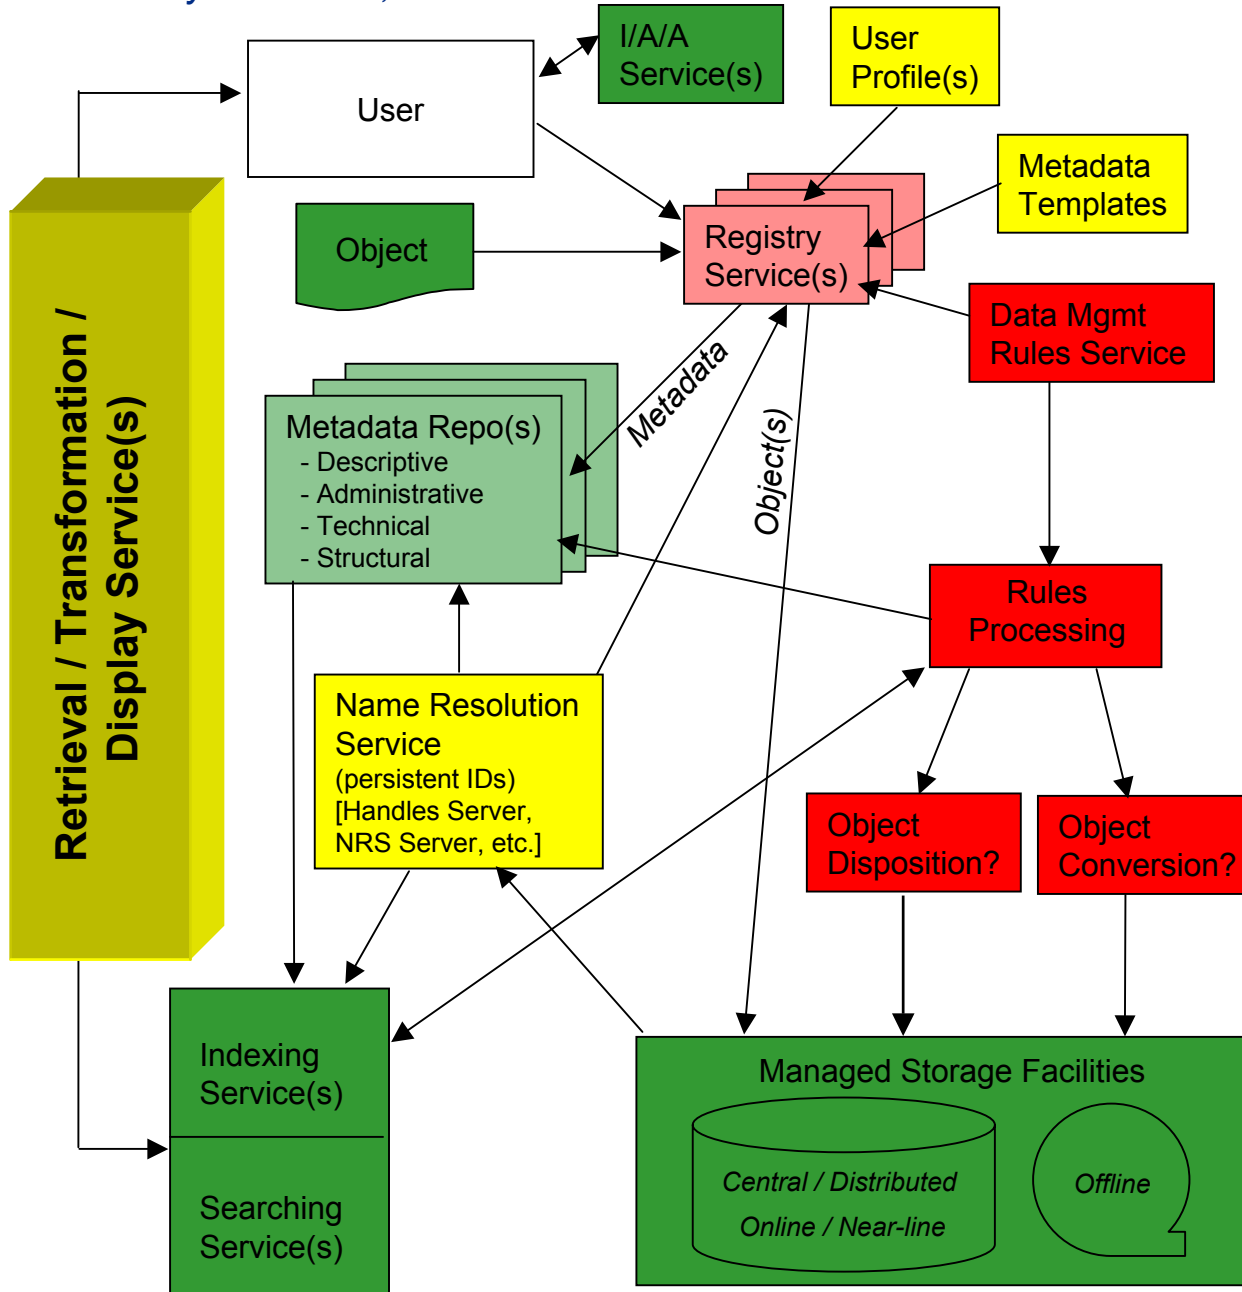 I/A/A
Service(s)
User
Profile(s)
User
Metadata
Templates
Object
Registry
Service(s)
Data Mgmt
Rules Service
Metadata
Object(s)
Metadata Repo(s)
- Descriptive
- Administrative
- Technical
- Structural
Retrieval / Transformation /
Display Service(s)
Rules
Processing
Name Resolution
Service
(persistent IDs)
[Handles Server,
NRS Server, etc.]
Object
Disposition?
Object
Conversion?
Indexing
Service(s)
Searching
Service(s)
Managed Storage Facilities
Central / Distributed
Online / Near-line
Offline